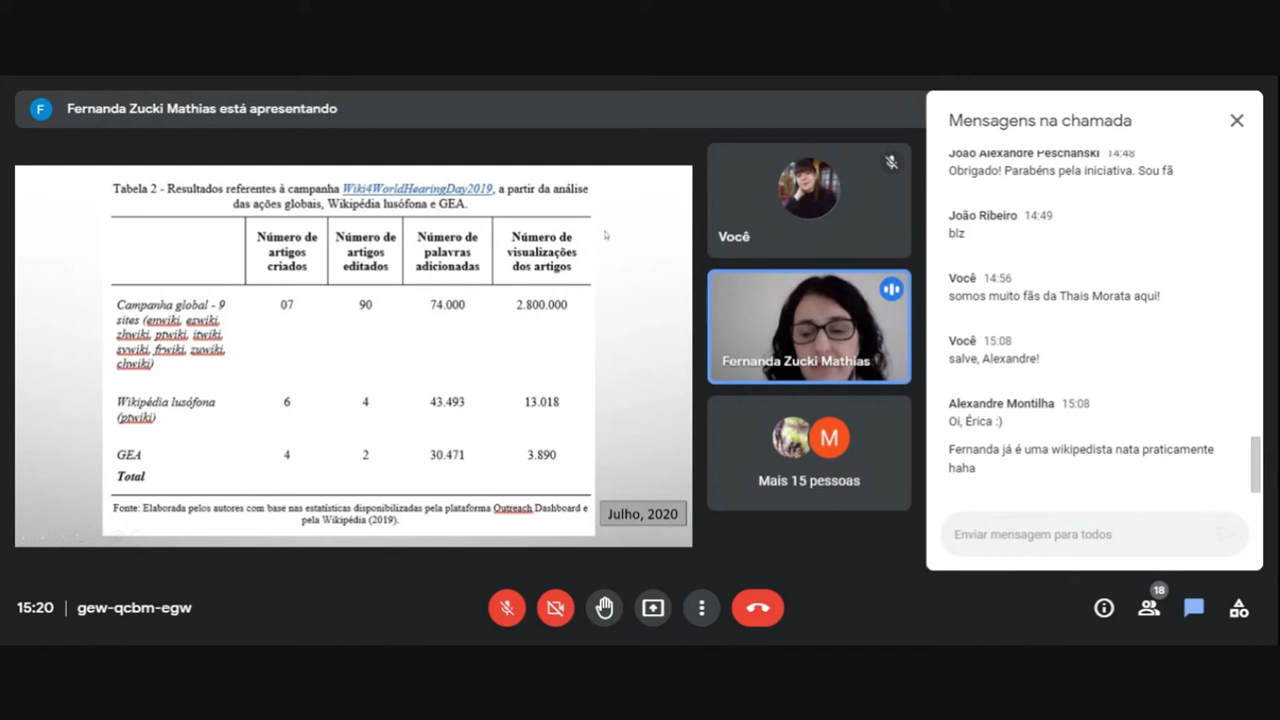 F Fernanda Zucki Mathias está apresentando
Tabela 2 - Resultados referentes à campanha Wiki4WorldHearingDay2019, a partir da análise
das ações globais, Wikipédia lusófona e GEA.
Número de artigos criados
Número de artigos editados
Número de palavras adicionadas
Número de visualizações dos artigos
Campanha global - 9 07 90 74.000 2.800.000
sites (enwiki, eswiki,
zhwiki, ptwiki, itwiki,
svwiki, frwiki, zuwiki,
chwiki)
Wikipédia lusófona 6 4 43.493 13.018
(ptwiki)
GEA 4 2 30.471 3.890
Total
Fonte: Elaborada pelos autores com base nas estatísticas disponibilizadas pela plataforma Outreach Dashboard e
pela Wikipédia (2019).
Julho, 2020
Você
Fernanda Zucki Mathias
M
Mais 15 pessoas
Mensagens na chamada
João Alexandre Peschanski 14:48
Obrigado! Parabéns pela iniciativa. Sou fã
João Ribeiro 14:49
blz
Você 14:56
somos muito fãs da Thais Morata aqui!
Você 15:08
salve, Alexandre!
Alexandre Montilha 15:08
Oi, Érica :)
Fernanda já é uma wikipedista nata praticamente
haha
Enviar mensagem para todos
15:20 | gew-qcbm-egw
18